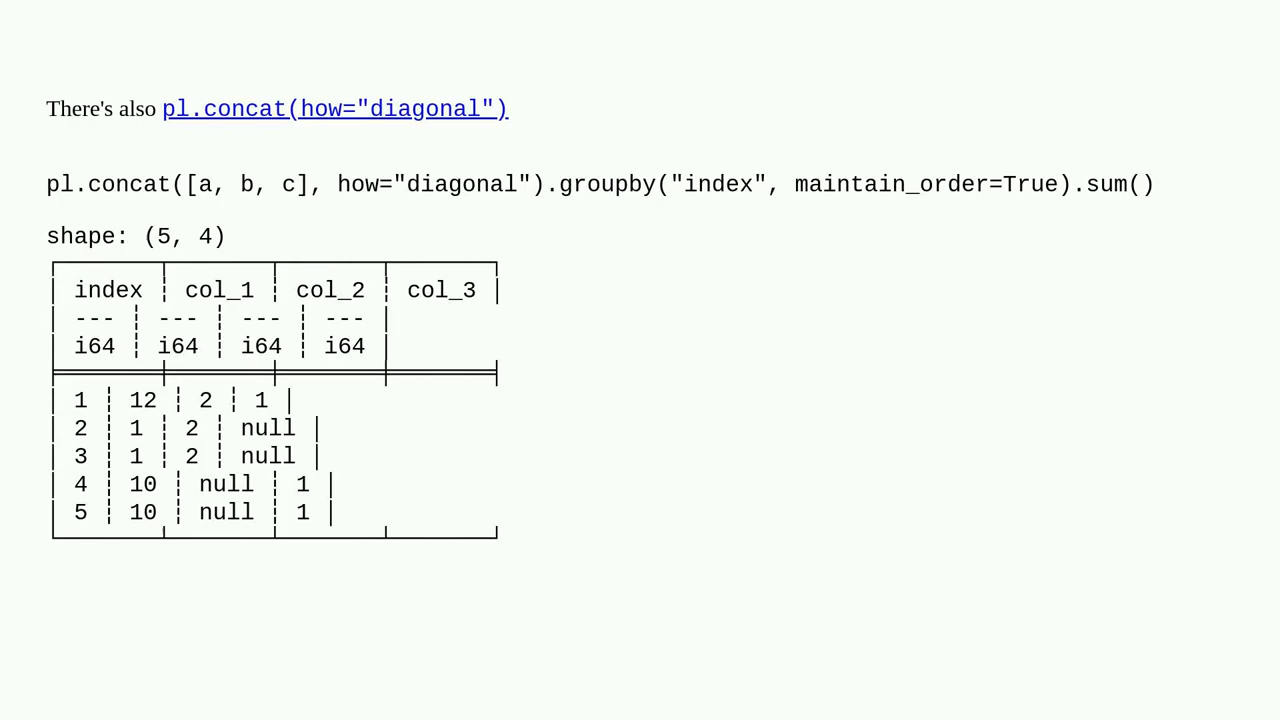 There's also pl.concat(how="diagonal")
pl.concat([a, b, c], how="diagonal").groupby("index", maintain_order=True).sum()
shape: (5, 4)
┌───────┬───────┬───────┬───────┐
│ index ┆ col_1 ┆ col_2 ┆ col_3 │
│ --- ┆ --- ┆ --- ┆ --- │
│ i64 ┆ i64 ┆ i64 ┆ i64 │
╞═══════╪═══════╪═══════╪═══════╡
│ 1 ┆ 12 ┆ 2 ┆ 1 │
│ 2 ┆ 1 ┆ 2 ┆ null │
│ 3 ┆ 1 ┆ 2 ┆ null │
│ 4 ┆ 10 ┆ null ┆ 1 │
│ 5 ┆ 10 ┆ null ┆ 1 │
└───────┴───────┴───────┴───────┘